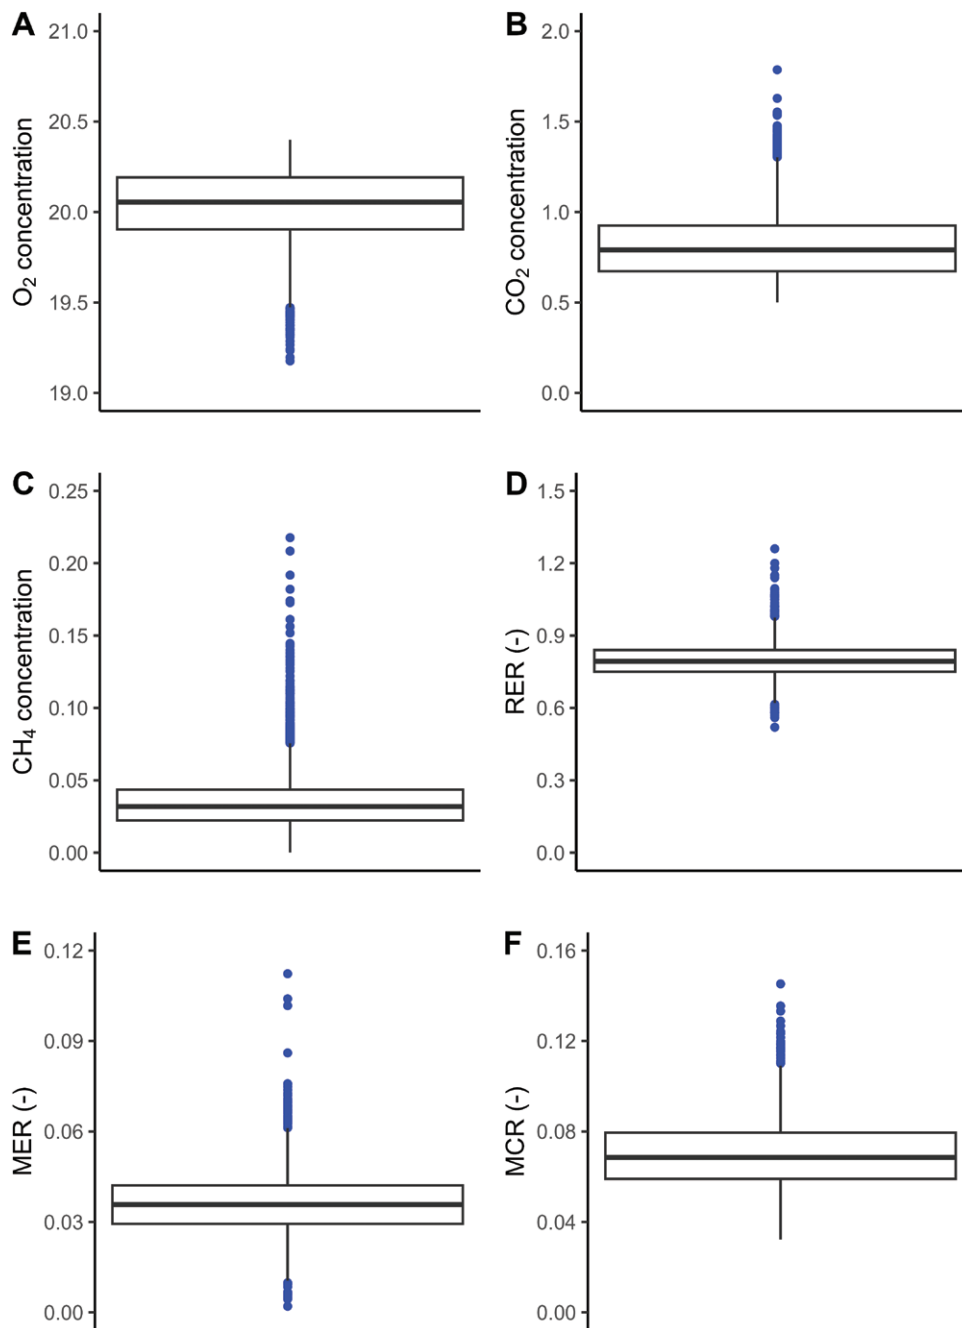 A
O₂ concentration
21.0
20.5
20.0
19.5
19.0
B
CO₂ concentration
2.0
1.5
1.0
0.5
0.0
C
CH₄ concentration
0.25
0.20
0.15
0.10
0.05
0.00
D
RER (-)
1.5
1.2
0.9
0.6
0.3
0.0
E
MER (-)
0.12
0.09
0.06
0.03
0.00
F
MCR (-)
0.16
0.12
0.08
0.04
0.00